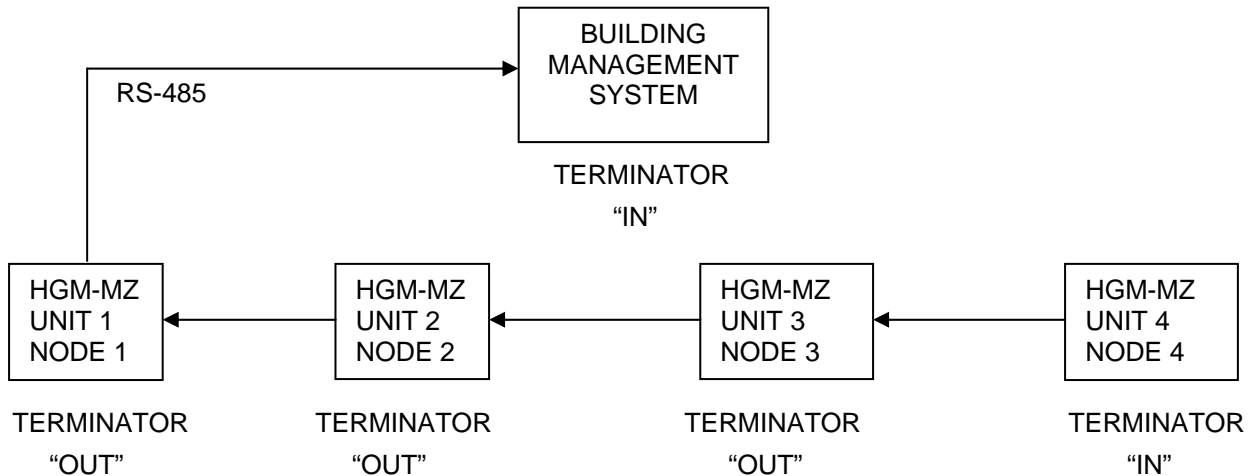 BUILDING
MANAGEMENT
SYSTEM
RS-485
TERMINATOR
“IN”
HGM-MZ
UNIT 1
NODE 1
HGM-MZ
UNIT 2
NODE 2
HGM-MZ
UNIT 3
NODE 3
HGM-MZ
UNIT 4
NODE 4
TERMINATOR
“OUT”
TERMINATOR
“OUT”
TERMINATOR
“OUT”
TERMINATOR
“IN”